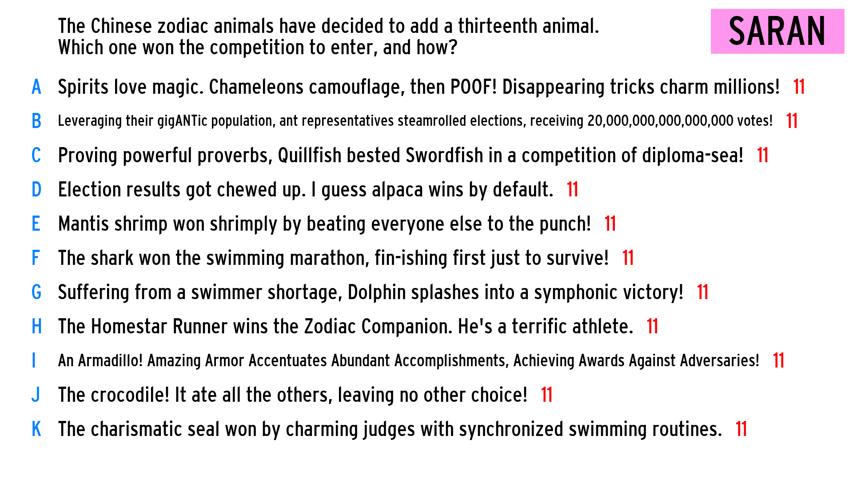 The Chinese zodiac animals have decided to add a thirteenth animal.
Which one won the competition to enter, and how?
SARAN
A Spirits love magic. Chameleons camouflage, then POOF! Disappearing tricks charm millions! 11
B Leveraging their gigANTic population, ant representatives steamrolled elections, receiving 20,000,000,000,000,000 votes! 11
C Proving powerful proverbs, Quillfish bested Swordfish in a competition of diploma-sea! 11
D Election results got chewed up. I guess alpaca wins by default. 11
E Mantis shrimp won shrimply by beating everyone else to the punch! 11
F The shark won the swimming marathon, fin-ishing first just to survive! 11
G Suffering from a swimmer shortage, Dolphin splashes into a symphonic victory! 11
H The Homestar Runner wins the Zodiac Companion. He's a terrific athlete. 11
I An Armadillo! Amazing Armor Accentuates Abundant Accomplishments, Achieving Awards Against Adversaries! 11
J The crocodile! It ate all the others, leaving no other choice! 11
K The charismatic seal won by charming judges with synchronized swimming routines. 11